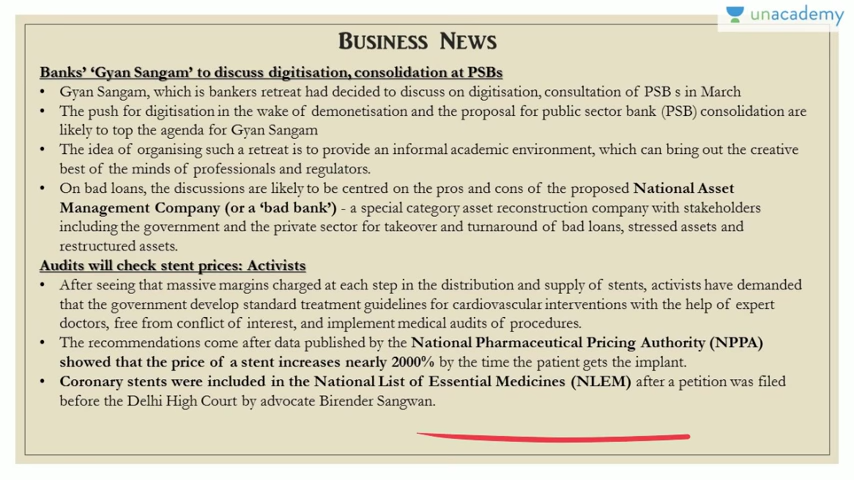 unacademy
BUSINESS NEWS
Banks' 'Gyan Sangam' to discuss digitisation, consolidation at PSBs
• Gyan Sangam, which is bankers retreat had decided to discuss on digitisation, consultation of PSB s in March
• The push for digitisation in the wake of demonetisation and the proposal for public sector bank (PSB) consolidation are
likely to top the agenda for Gyan Sangam
• The idea of organising such a retreat is to provide an informal academic environment, which can bring out the creative
best of the minds of professionals and regulators.
• On bad loans, the discussions are likely to be centred on the pros and cons of the proposed National Asset
Management Company (or a 'bad bank') - a special category asset reconstruction company with stakeholders
including the government and the private sector for takeover and turnaround of bad loans, stressed assets and
restructured assets.
Audits will check stent prices: Activists
• After seeing that massive margins charged at each step in the distribution and supply of stents, activists have demanded
that the government develop standard treatment guidelines for cardiovascular interventions with the help of expert
doctors, free from conflict of interest, and implement medical audits of procedures.
• The recommendations come after data published by the National Pharmaceutical Pricing Authority (NPPA)
showed that the price of a stent increases nearly 2000% by the time the patient gets the implant.
• Coronary stents were included in the National List of Essential Medicines (NLEM) after a petition was filed
before the Delhi High Court by advocate Birender Sangwan.